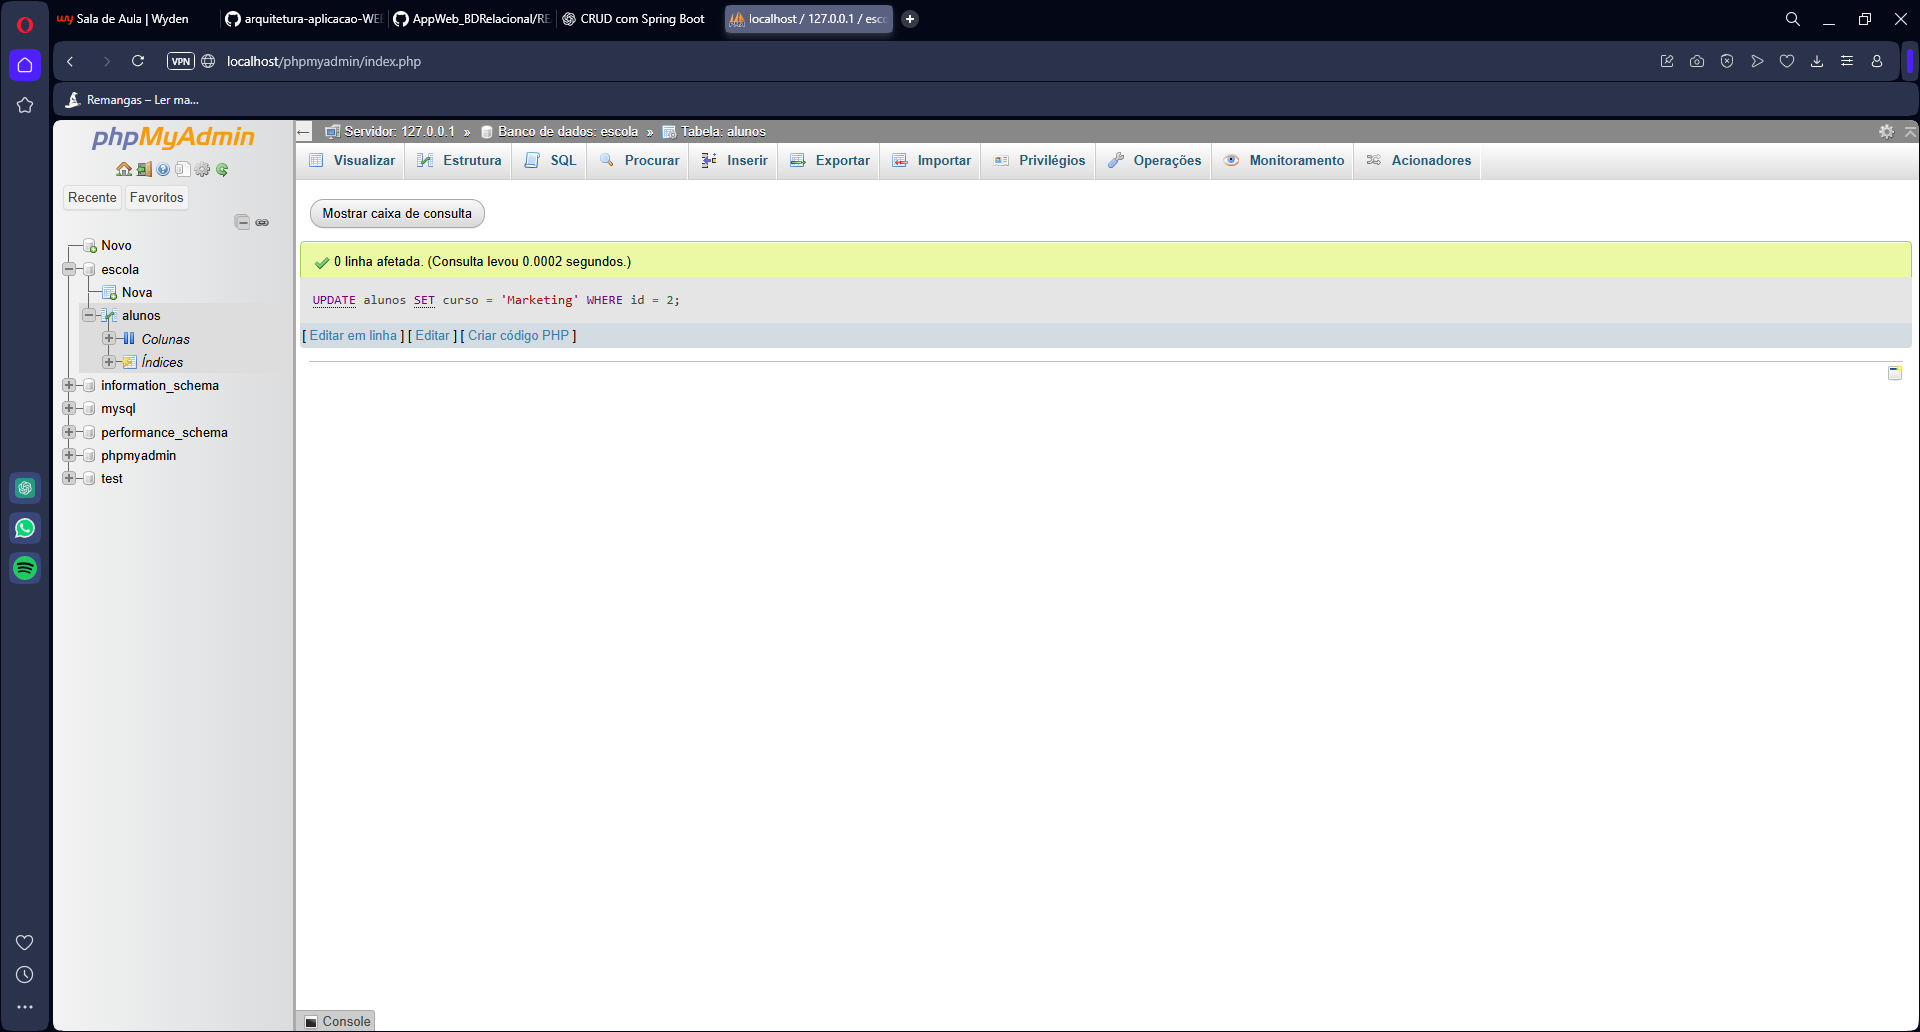 Sala de Aula | Wyden
arquitetura-aplicacao-WE
AppWeb_BDRelacional/RE
CRUD com Spring Boot
localhost / 127.0.0.1 / esc
VPN
localhost/phpmyadmin/index.php
Remangas – Ler ma...
phpMyAdmin
Recente
Favoritos
Novo
escola
Nova
alunos
Colunas
Índices
information_schema
mysql
performance_schema
phpmyadmin
test
Servidor: 127.0.0.1 » Banco de dados: escola » Tabela: alunos
Visualizar
Estrutura
SQL
Procurar
Inserir
Exportar
Importar
Privilégios
Operações
Monitoramento
Acionadores
Mostrar caixa de consulta
0 linha afetada. (Consulta levou 0.0002 segundos.)
UPDATE alunos SET curso = 'Marketing' WHERE id = 2;
[ Editar em linha ] [ Editar ] [ Criar código PHP ]
Console